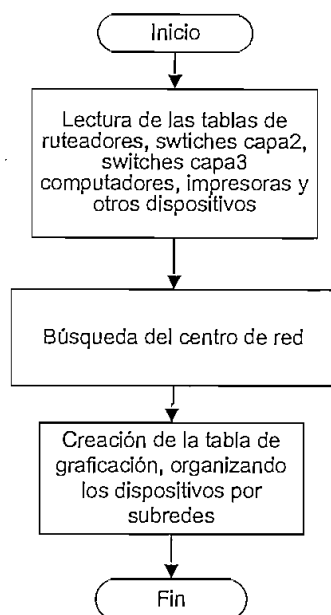 Inicio
Lectura de las tablas de
ruteadores, swtiches capa2,
switches capa3
computadores, impresoras y
otros dispositivos
Búsqueda del centro de red
Creación de la tabla de
graficación, organizando
los dispositivos por
subredes
Fin